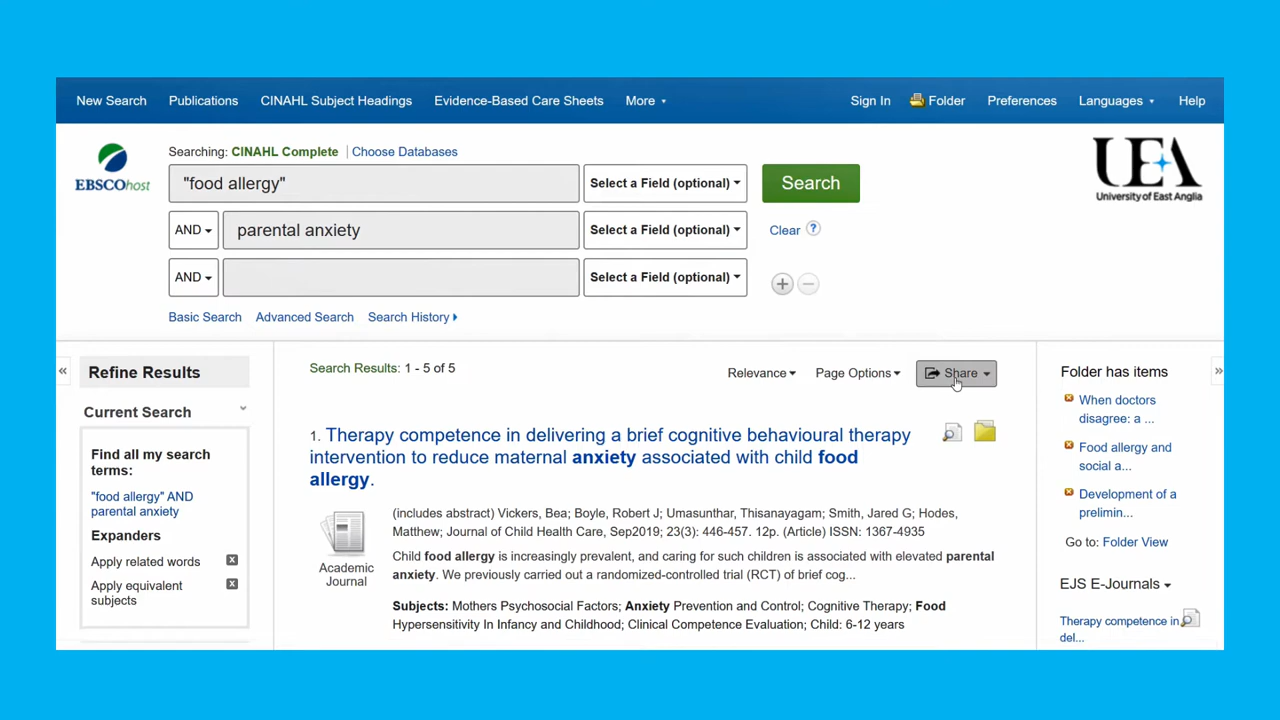 New Search Publications CINAHL Subject Headings Evidence-Based Care Sheets More Sign In Folder Preferences Languages Help
EBSCOhost
Searching: CINAHL Complete Choose Databases
"food allergy" Select a Field (optional) Search
AND parental anxiety Select a Field (optional) Clear ?
AND Select a Field (optional) + −
Basic Search Advanced Search Search History
UEA
University of East Anglia
«
Refine Results
Current Search
Find all my search
terms:
"food allergy" AND
parental anxiety
Expanders
Apply related words x
Apply equivalent
subjects x
Search Results: 1 - 5 of 5 Relevance Page Options Share
1. Therapy competence in delivering a brief cognitive behavioural therapy
intervention to reduce maternal anxiety associated with child food
allergy.
Academic
Journal
(includes abstract) Vickers, Bea; Boyle, Robert J; Umasunthar, Thisanayagam; Smith, Jared G; Hodes,
Matthew; Journal of Child Health Care, Sep2019; 23(3): 446-457. 12p. (Article) ISSN: 1367-4935
Child food allergy is increasingly prevalent, and caring for such children is associated with elevated parental
anxiety. We previously carried out a randomized-controlled trial (RCT) of brief cog...
Subjects: Mothers Psychosocial Factors; Anxiety Prevention and Control; Cognitive Therapy; Food
Hypersensitivity In Infancy and Childhood; Clinical Competence Evaluation; Child: 6-12 years
»
Folder has items
When doctors
disagree: a ...
Food allergy and
social a...
Development of a
prelimin...
Go to: Folder View
EJS E-Journals
Therapy competence in
del...